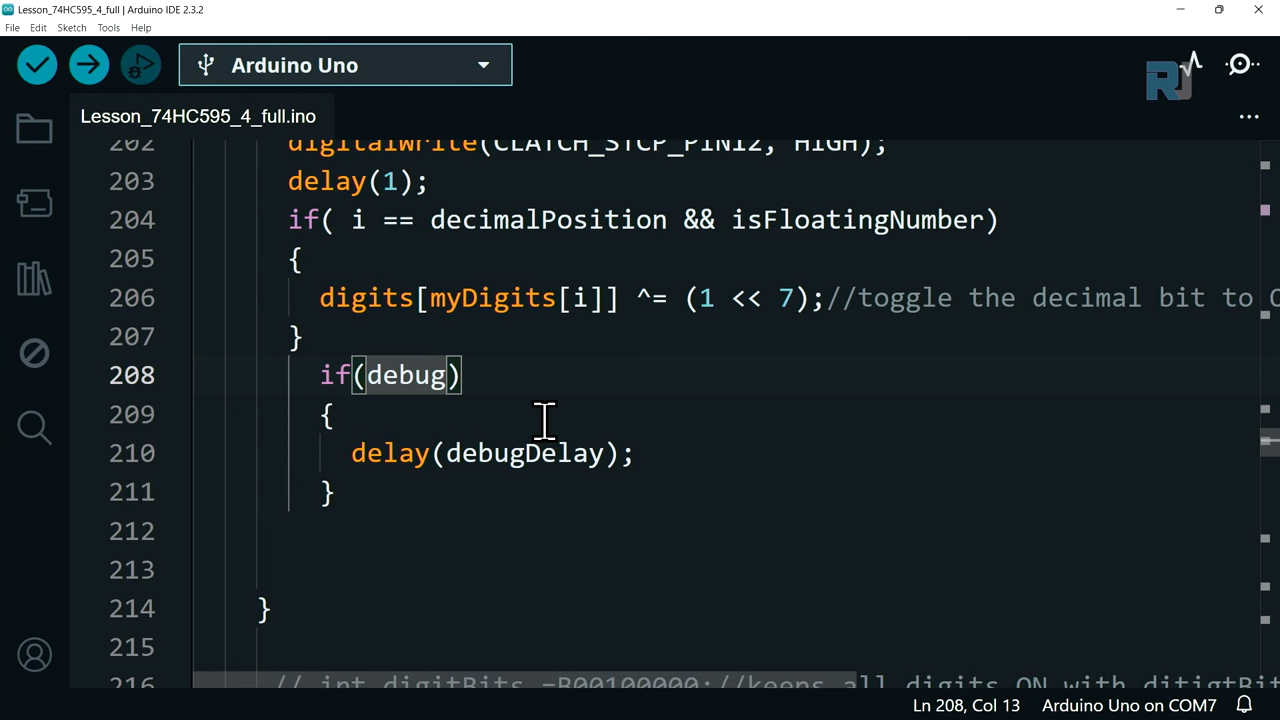 Lesson_74HC595_4_full | Arduino IDE 2.3.2
File Edit Sketch Tools Help
Arduino Uno
RJ
Lesson_74HC595_4_full.ino
202 digitalWrite(CLATCH_STCP_PIN12, HIGH);
203 delay(1);
204 if( i == decimalPosition && isFloatingNumber)
205 {
206 digits[myDigits[i]] ^= (1 << 7);//toggle the decimal bit to
207 }
208 if(debug)
209 {
210 delay(debugDelay);
211 }
212
213
214 }
215
216 // int digitBits =B00100000;//keeps all digits ON with
Ln 208, Col 13 Arduino Uno on COM7